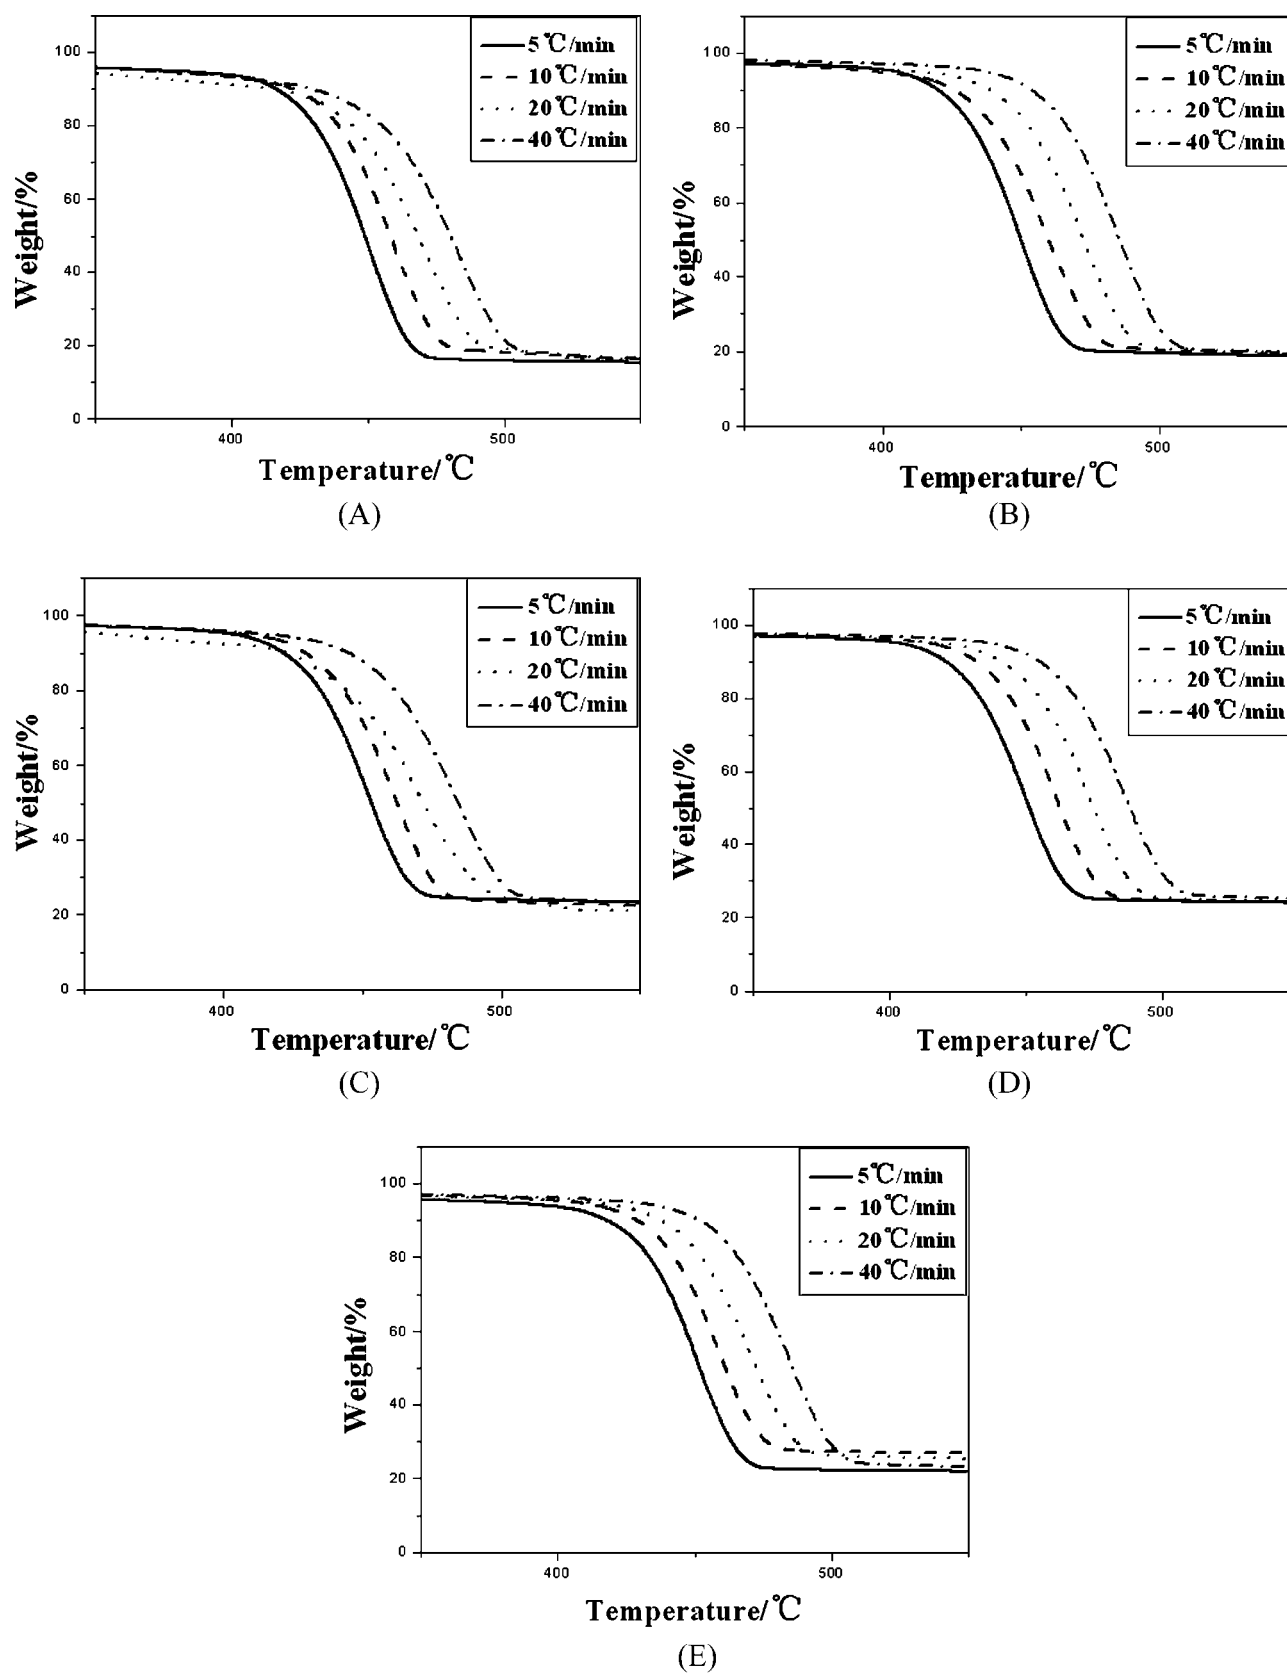 5℃/min
10℃/min
20℃/min
40℃/min
100
80
60
40
20
0
400
500
Weight/%
Temperature/℃
(A)
5℃/min
10℃/min
20℃/min
40℃/min
100
80
60
40
20
0
400
500
Weight/%
Temperature/℃
(B)
5℃/min
10℃/min
20℃/min
40℃/min
100
80
60
40
20
0
400
500
Weight/%
Temperature/℃
(C)
5℃/min
10℃/min
20℃/min
40℃/min
100
80
60
40
20
0
400
500
Weight/%
Temperature/℃
(D)
5℃/min
10℃/min
20℃/min
40℃/min
100
80
60
40
20
0
400
500
Weight/%
Temperature/℃
(E)